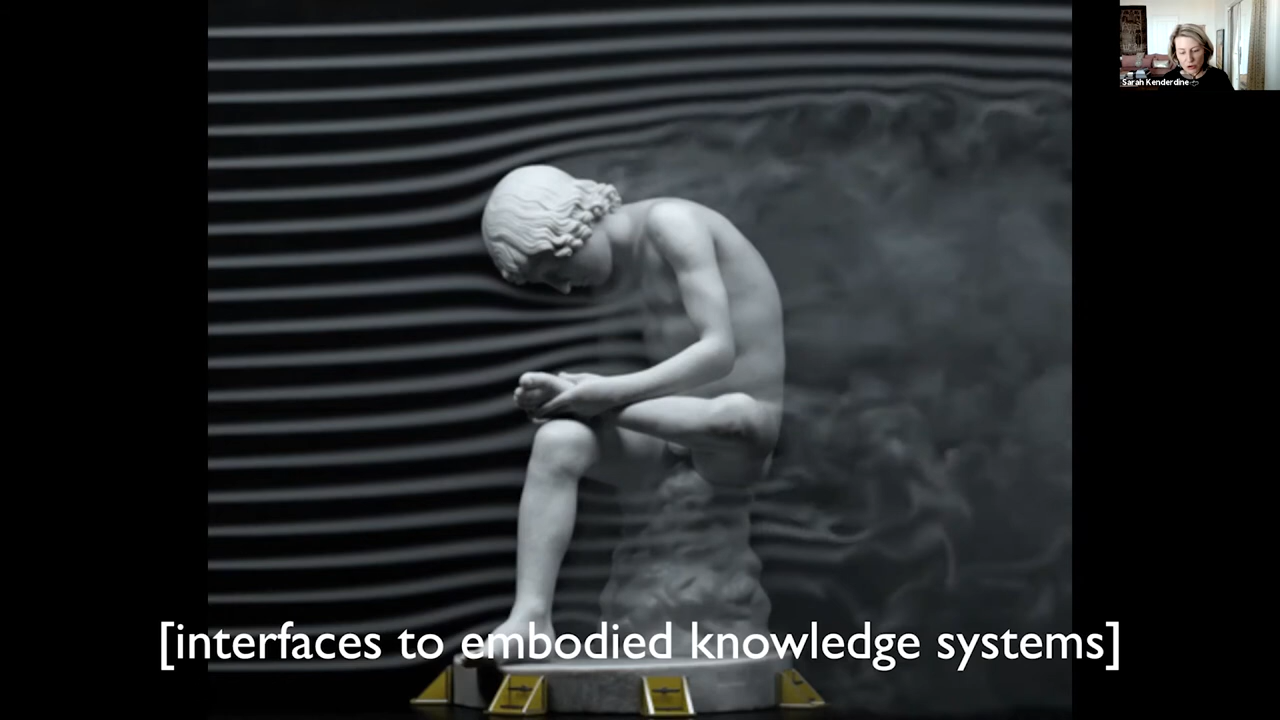 Sarah Kenderdine
[interfaces to embodied knowledge systems]